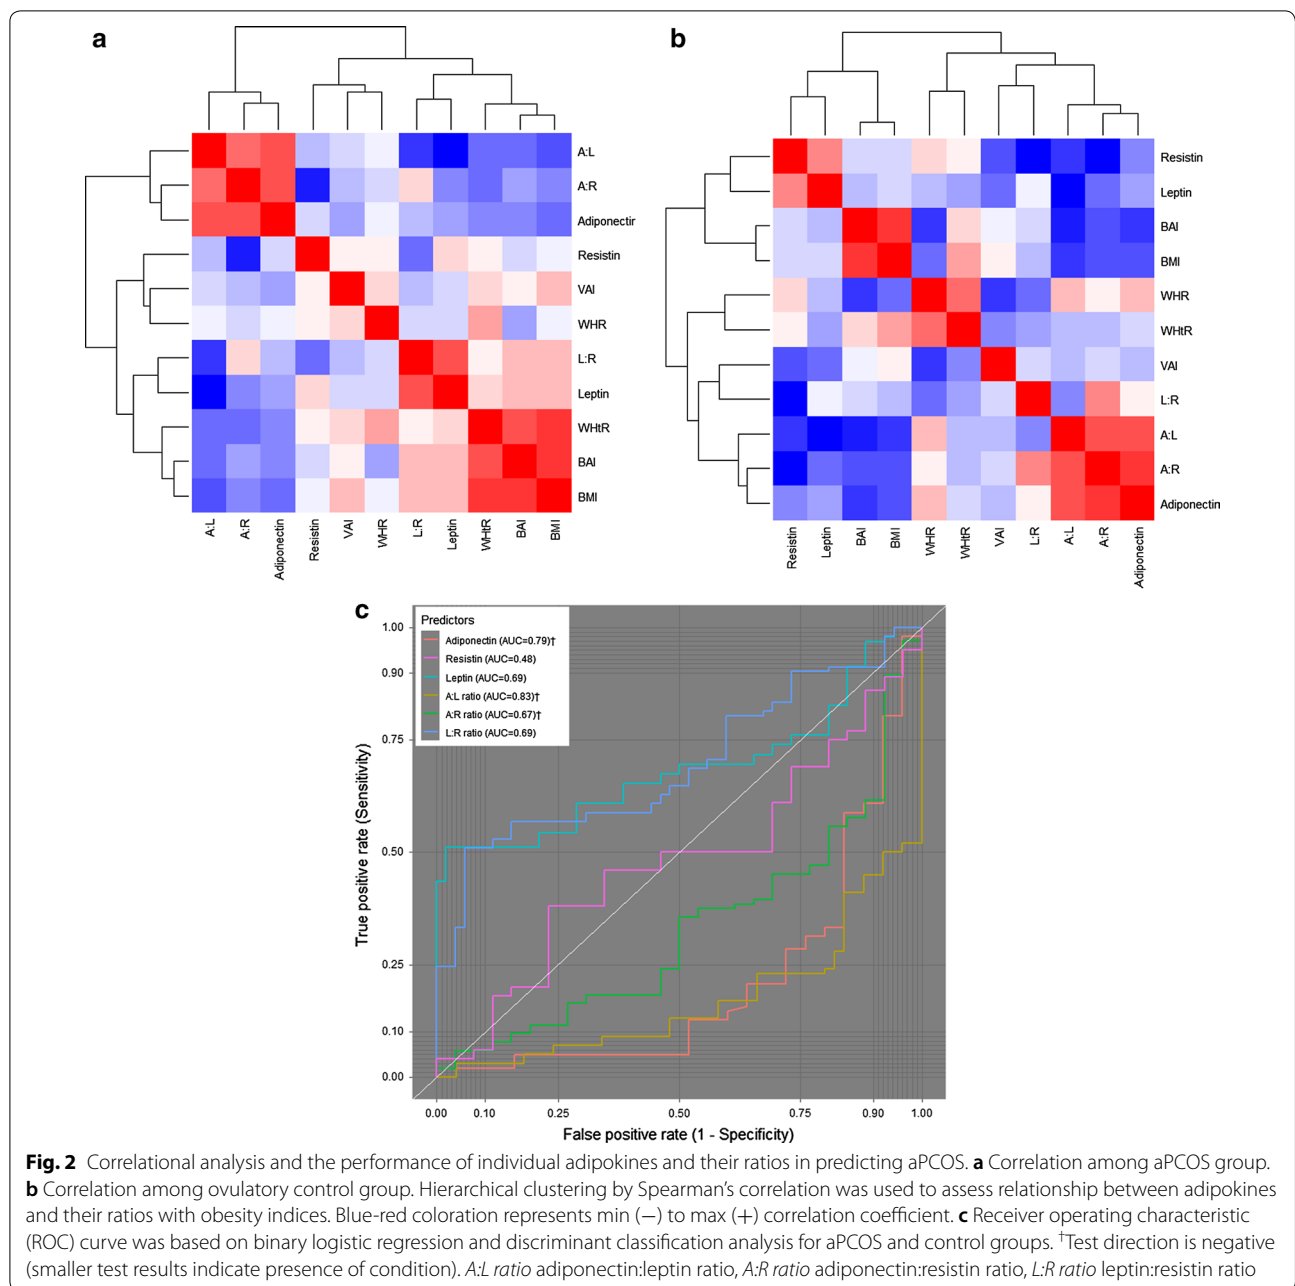 a
A:L
A:R
Adiponectir
Resistin
VAI
WHR
L:R
Leptin
WHtR
BAI
BMI
A:L
A:R
Adiponectin
Resistin
VAI
WHR
L:R
Leptin
WHtR
BAI
BMI
b
Resistin
Leptin
BAI
BMI
WHR
WHtR
VAI
L:R
A:L
A:R
Adiponectin
Resistin
Leptin
BAI
BMI
WHR
WHtR
VAI
L:R
A:L
A:R
Adiponectin
c
Predictors
Adiponectin (AUC=0.79)†
Resistin (AUC=0.48)
Leptin (AUC=0.69)
A:L ratio (AUC=0.83)†
A:R ratio (AUC=0.67)†
L:R ratio (AUC=0.69)
True positive rate (Sensitivity)
1.00
0.90
0.75
0.50
0.25
0.10
0.00
0.00 0.10 0.25 0.50 0.75 0.90 1.00
False positive rate (1 - Specificity)
Fig. 2 Correlational analysis and the performance of individual adipokines and their ratios in predicting aPCOS. a Correlation among aPCOS group.
b Correlation among ovulatory control group. Hierarchical clustering by Spearman's correlation was used to assess relationship between adipokines
and their ratios with obesity indices. Blue-red coloration represents min (−) to max (+) correlation coefficient. c Receiver operating characteristic
(ROC) curve was based on binary logistic regression and discriminant classification analysis for aPCOS and control groups. †Test direction is negative
(smaller test results indicate presence of condition). A:L ratio adiponectin:leptin ratio, A:R ratio adiponectin:resistin ratio, L:R ratio leptin:resistin ratio